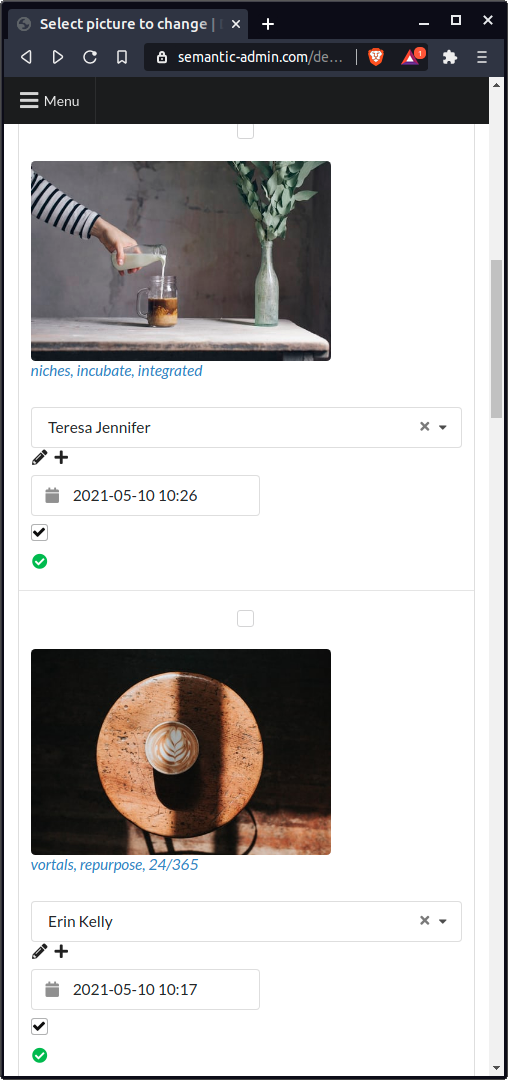 Select picture to change |
semantic-admin.com/de...
1
Menu
niches, incubate, integrated
Teresa Jennifer
2021-05-10 10:26
vortals, repurpose, 24/365
Erin Kelly
2021-05-10 10:17